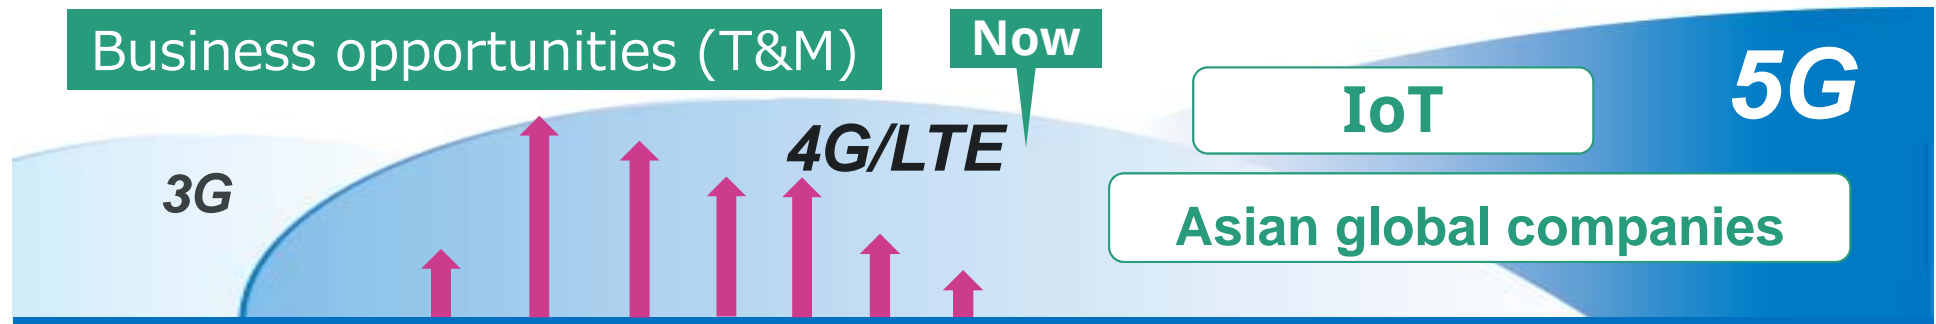 Business opportunities (T&M)
Now
3G
4G/LTE
IoT
5G
Asian global companies